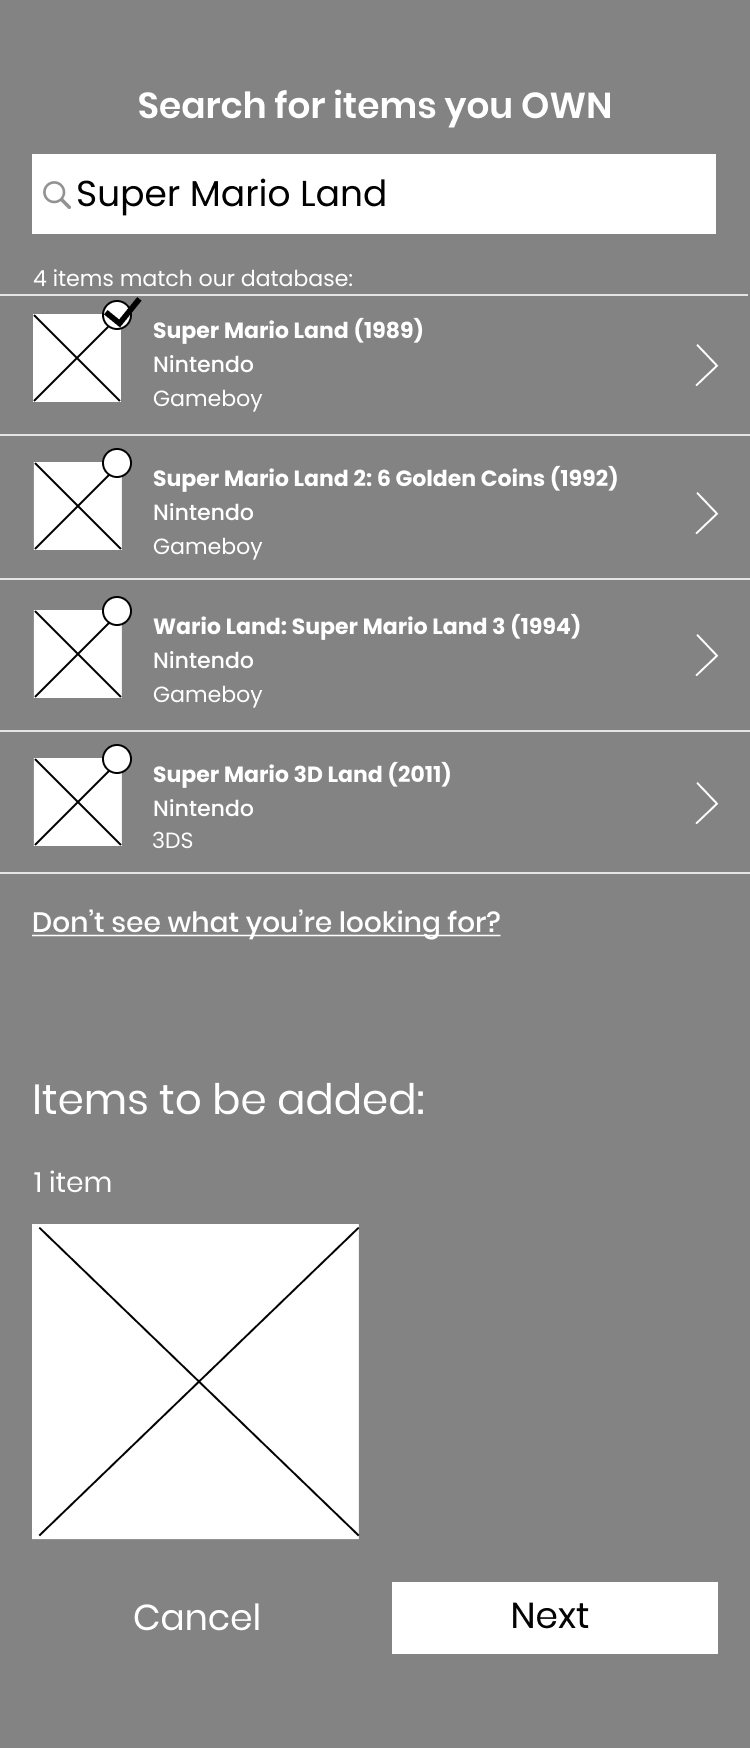 Search for items you OWN
Super Mario Land
4 items match our database:
Super Mario Land (1989)
Nintendo
Gameboy
Super Mario Land 2: 6 Golden Coins (1992)
Nintendo
Gameboy
Wario Land: Super Mario Land 3 (1994)
Nintendo
Gameboy
Super Mario 3D Land (2011)
Nintendo
3DS
Don’t see what you’re looking for?
Items to be added:
1 item
Cancel
Next